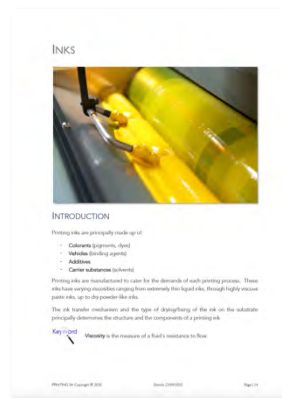 INKS
INTRODUCTION
Printing inks are principally made up of:
- Colorants (pigments, dyes)
- Vehicles (binding agents)
- Additives
- Carrier substances (solvents)
Printing inks are manufactured to cater for the demands of each printing process. These
inks have varying viscosities ranging from extremely thin liquid inks, through highly viscous
paste inks, up to dry powder-like inks.
The ink transfer mechanism and the type of drying/fixing of the ink on the substrate
principally determines the structure and the components of a printing ink
Keyword
Viscosity is the measure of a fluid's resistance to flow.
Copyright ©
Page |